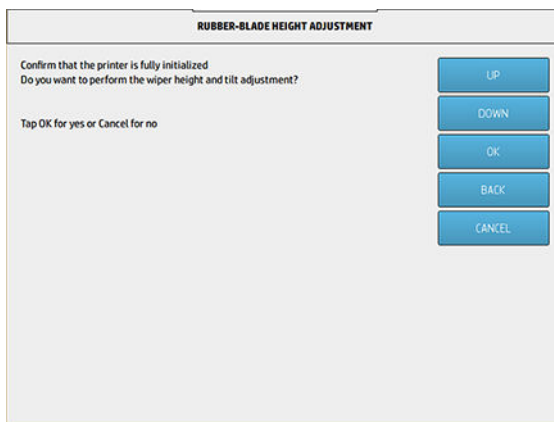 RUBBER-BLADE HEIGHT ADJUSTMENT
Confirm that the printer is fully initialized
Do you want to perform the wiper height and tilt adjustment?
Tap OK for yes or Cancel for no
UP
DOWN
OK
BACK
CANCEL